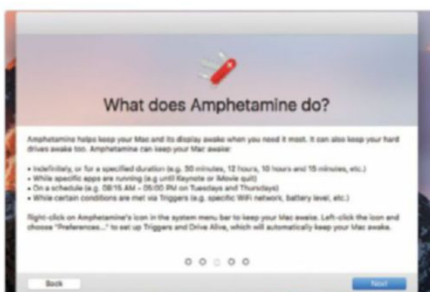 What does Amphetamine do?
Amphetamine helps keep your Mac and its display awake when you need it most. It can also keep your hard
drives awake too. Amphetamine can keep your Mac awake:
• Indefinitely, or for a specified duration (e.g. 30 minutes, 12 hours, 10 hours and 15 minutes, etc.)
• While specific apps are running (e.g until Keynote or iMovie quit)
• On a schedule (e.g. 08:15 AM - 05:00 PM on Tuesdays and Thursdays)
• While certain conditions are met via Triggers (e.g. specific WiFi network, battery level, etc.)
Right-click on Amphetamine's icon in the system menu bar to keep your Mac awake. Left-click the icon and
choose "Preferences..." to set up Triggers and Drive Alive, which will automatically keep your Mac awake.
Back
Next